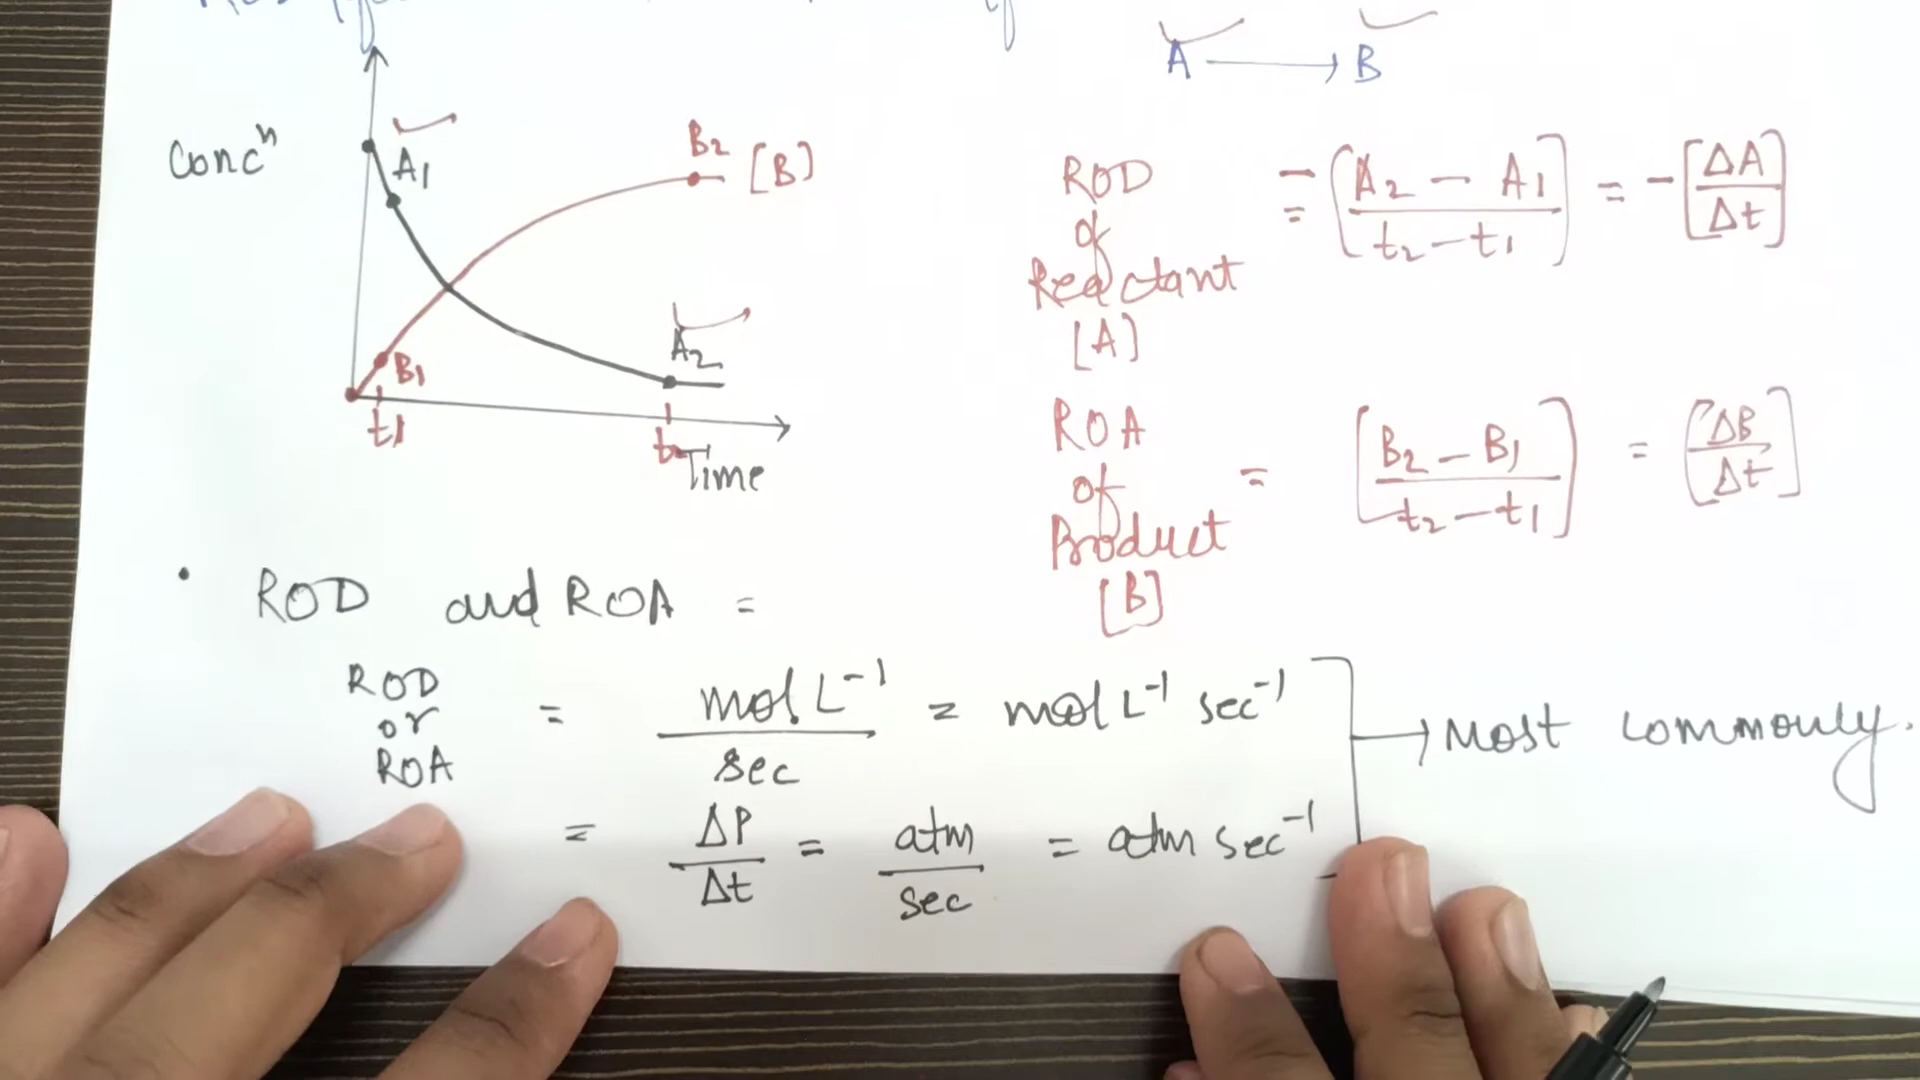 A → B
Concⁿ
A₁
B₂ [B]
A₂
B₁
t₁
Time
ROD of Reactant [A] = -[A₂ - A₁ / t₂ - t₁] = -[ΔA / Δt]
ROA of Product [B] = [B₂ - B₁ / t₂ - t₁] = [ΔB / Δt]
• ROD and ROA =
ROD or ROA = mol L⁻¹ / sec = mol L⁻¹ sec⁻¹
= ΔP / Δt = atm / sec = atm sec⁻¹
→ Most commonly.